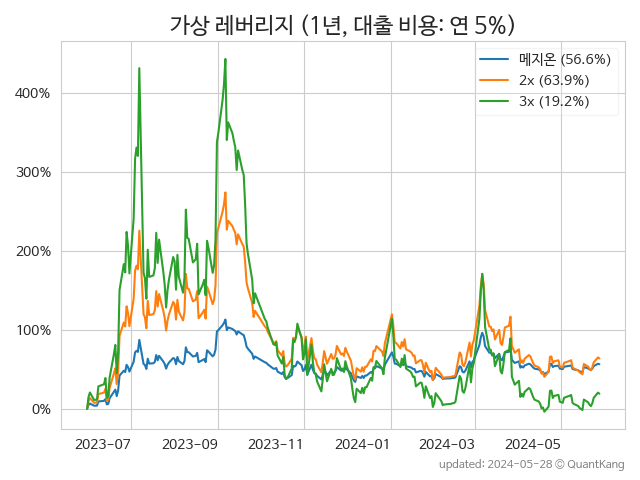 가상 레버리지 (1년, 대출 비용: 연 5%)
메지온 (56.6%)
2x (63.9%)
3x (19.2%)
400%
300%
200%
100%
0%
2023-07 2023-09 2023-11 2024-01 2024-03 2024-05
updated: 2024-05-28 © QuantKang